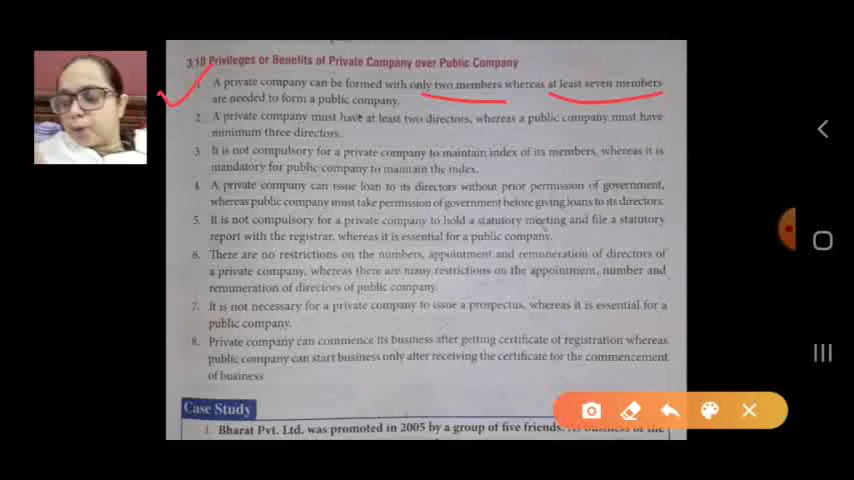 3.10 Privileges or Benefits of Private Company over Public Company
1. A private company can be formed with only two members whereas at least seven members
are needed to form a public company.
2. A private company must have at least two directors, whereas a public company must have
minimum three directors.
3. It is not compulsory for a private company to maintain index of its members, whereas it is
mandatory for public company to maintain the index.
4. A private company can issue loan to its directors without prior permission of government,
whereas public company must take permission of government before giving loans to its directors.
5. It is not compulsory for a private company to hold a statutory meeting and file a statutory
report with the registrar, whereas it is essential for a public company.
6. There are no restrictions on the numbers, appointment and remuneration of directors of
a private company, whereas there are many restrictions on the appointment, number and
remuneration of directors of public company.
7. It is not necessary for a private company to issue a prospectus, whereas it is essential for a
public company.
8. Private company can commence its business after getting certificate of registration whereas
public company can start business only after receiving the certificate for the commencement
of business
Case Study
1. Bharat Pvt. Ltd. was promoted in 2005 by a group of five friends. business of the